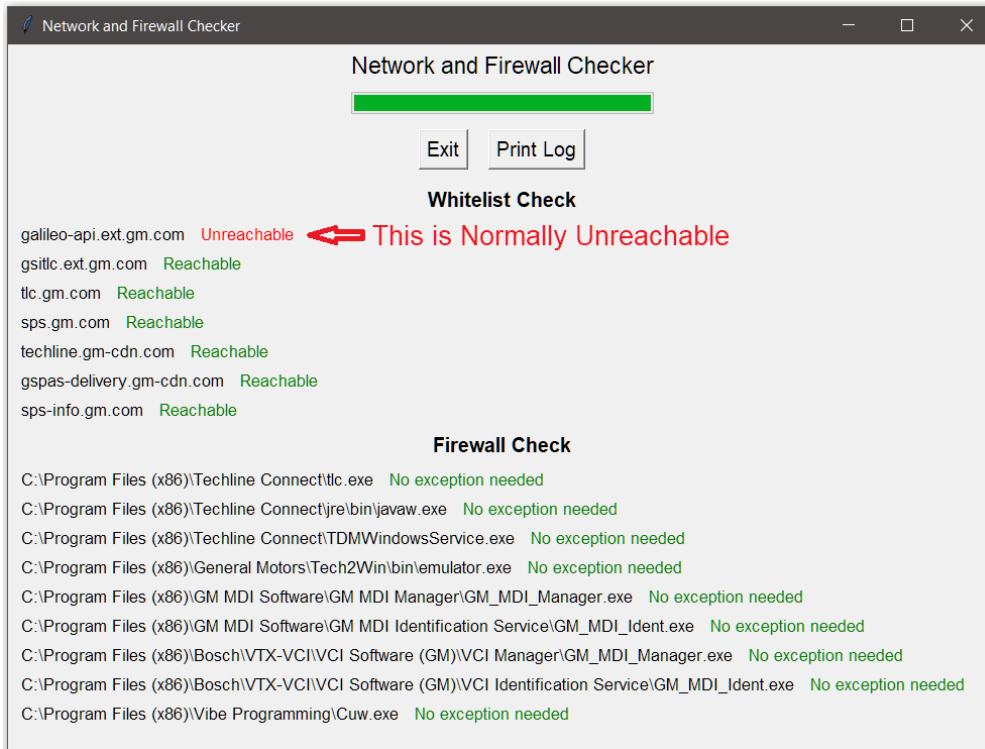 Network and Firewall Checker
Network and Firewall Checker
Exit Print Log
Whitelist Check
galileo-api.ext.gm.com Unreachable This is Normally Unreachable
gsitlc.ext.gm.com Reachable
tlc.gm.com Reachable
sps.gm.com Reachable
techline.gm-cdn.com Reachable
gspas-delivery.gm-cdn.com Reachable
sps-info.gm.com Reachable
Firewall Check
C:\Program Files (x86)\Techline Connect\tlc.exe No exception needed
C:\Program Files (x86)\Techline Connect\jre\bin\javaw.exe No exception needed
C:\Program Files (x86)\Techline Connect\TDMWindowsService.exe No exception needed
C:\Program Files (x86)\General Motors\Tech2Win\bin\emulator.exe No exception needed
C:\Program Files (x86)\GM MDI Software\GM MDI Manager\GM_MDI_Manager.exe No exception needed
C:\Program Files (x86)\GM MDI Software\GM MDI Identification Service\GM_MDI_Ident.exe No exception needed
C:\Program Files (x86)\Bosch\VTX-VCI\VCI Software (GM)\VCI Manager\GM_MDI_Manager.exe No exception needed
C:\Program Files (x86)\Bosch\VTX-VCI\VCI Software (GM)\VCI Identification Service\GM_MDI_Ident.exe No exception needed
C:\Program Files (x86)\Vibe Programming\Cuw.exe No exception needed